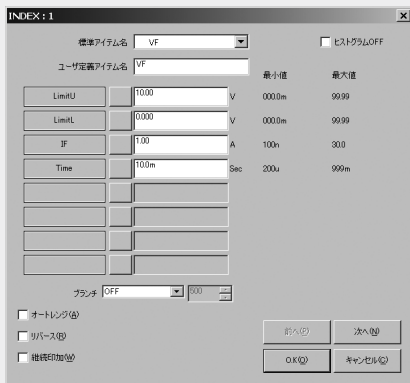 INDEX : 1
標準アイテム名 VF ヒストグラムOFF
ユーザ定義アイテム名 VF
最小値 最大値
LimitU 10.00 V 000.0m 99.99
LimitL 0.000 V 000.0m 99.99
IF 1.00 A 100n 30.0
Time 10.0m Sec 200u 999m
ブランチ OFF 500
オートレンジ(A)
リバース(R)
継続印加(W)
前へ(P) 次へ(N)
O.K(O) キャンセル(C)